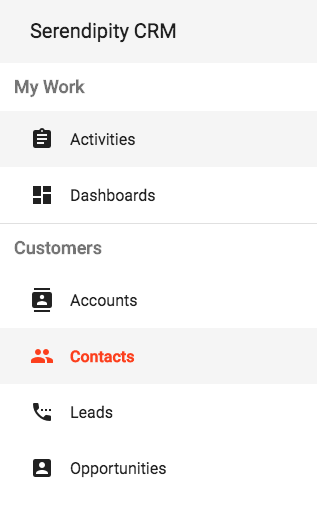 Serendipity CRM
My Work
Activities
Dashboards
Customers
Accounts
Contacts
Leads
Opportunities